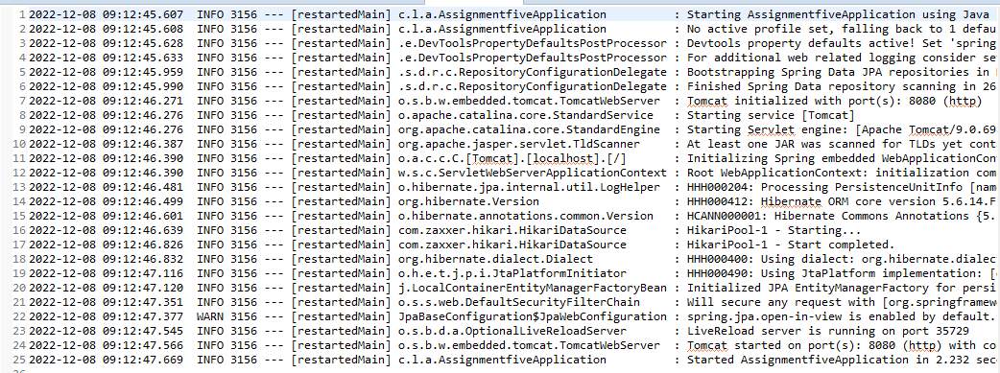 1 2022-12-08 09:12:45.607  INFO 3156 --- [restartedMain] c.l.a.AssignmentfiveApplication          : Starting AssignmentfiveApplication using Java
2 2022-12-08 09:12:45.608  INFO 3156 --- [restartedMain] c.l.a.AssignmentfiveApplication          : No active profile set, falling back to 1 defau
3 2022-12-08 09:12:45.628  INFO 3156 --- [restartedMain] .e.DevToolsPropertyDefaultsPostProcessor : Devtools property defaults active! Set 'spring
4 2022-12-08 09:12:45.633  INFO 3156 --- [restartedMain] .e.DevToolsPropertyDefaultsPostProcessor : For additional web related logging consider se
5 2022-12-08 09:12:45.959  INFO 3156 --- [restartedMain] .s.d.r.c.RepositoryConfigurationDelegate : Bootstrapping Spring Data JPA repositories in
6 2022-12-08 09:12:45.990  INFO 3156 --- [restartedMain] .s.d.r.c.RepositoryConfigurationDelegate : Finished Spring Data repository scanning in 26
7 2022-12-08 09:12:46.271  INFO 3156 --- [restartedMain] o.s.b.w.embedded.tomcat.TomcatWebServer  : Tomcat initialized with port(s): 8080 (http)
8 2022-12-08 09:12:46.276  INFO 3156 --- [restartedMain] o.apache.catalina.core.StandardService   : Starting service [Tomcat]
9 2022-12-08 09:12:46.276  INFO 3156 --- [restartedMain] org.apache.catalina.core.StandardEngine  : Starting Servlet engine: [Apache Tomcat/9.0.69
10 2022-12-08 09:12:46.387  INFO 3156 --- [restartedMain] org.apache.jasper.servlet.TldScanner     : At least one JAR was scanned for TLDs yet cont
11 2022-12-08 09:12:46.390  INFO 3156 --- [restartedMain] o.a.c.c.C.[Tomcat].[localhost].[/]       : Initializing Spring embedded WebApplicationCon
12 2022-12-08 09:12:46.390  INFO 3156 --- [restartedMain] w.s.c.ServletWebServerApplicationContext : Root WebApplicationContext: initialization com
13 2022-12-08 09:12:46.481  INFO 3156 --- [restartedMain] o.hibernate.jpa.internal.util.LogHelper  : HHH000204: Processing PersistenceUnitInfo [nam
14 2022-12-08 09:12:46.499  INFO 3156 --- [restartedMain] org.hibernate.Version                    : HHH000412: Hibernate ORM core version 5.6.14.F
15 2022-12-08 09:12:46.601  INFO 3156 --- [restartedMain] o.hibernate.annotations.common.Version   : HCANN000001: Hibernate Commons Annotations {5.
16 2022-12-08 09:12:46.639  INFO 3156 --- [restartedMain] com.zaxxer.hikari.HikariDataSource       : HikariPool-1 - Starting...
17 2022-12-08 09:12:46.826  INFO 3156 --- [restartedMain] com.zaxxer.hikari.HikariDataSource       : HikariPool-1 - Start completed.
18 2022-12-08 09:12:46.832  INFO 3156 --- [restartedMain] org.hibernate.dialect.Dialect            : HHH000400: Using dialect: org.hibernate.dialec
19 2022-12-08 09:12:47.116  INFO 3156 --- [restartedMain] o.h.e.t.j.p.i.JtaPlatformInitiator       : HHH000490: Using JtaPlatform implementation: [
20 2022-12-08 09:12:47.120  INFO 3156 --- [restartedMain] j.LocalContainerEntityManagerFactoryBean : Initialized JPA EntityManagerFactory for persi
21 2022-12-08 09:12:47.351  INFO 3156 --- [restartedMain] o.s.s.web.DefaultSecurityFilterChain     : Will secure any request with [org.springframew
22 2022-12-08 09:12:47.377  WARN 3156 --- [restartedMain] JpaBaseConfiguration$JpaWebConfiguration : spring.jpa.open-in-view is enabled by default.
23 2022-12-08 09:12:47.545  INFO 3156 --- [restartedMain] o.s.b.d.a.OptionalLiveReloadServer       : LiveReload server is running on port 35729
24 2022-12-08 09:12:47.566  INFO 3156 --- [restartedMain] o.s.b.w.embedded.tomcat.TomcatWebServer  : Tomcat started on port(s): 8080 (http) with co
25 2022-12-08 09:12:47.669  INFO 3156 --- [restartedMain] c.l.a.AssignmentfiveApplication          : Started AssignmentfiveApplication in 2.232 sec